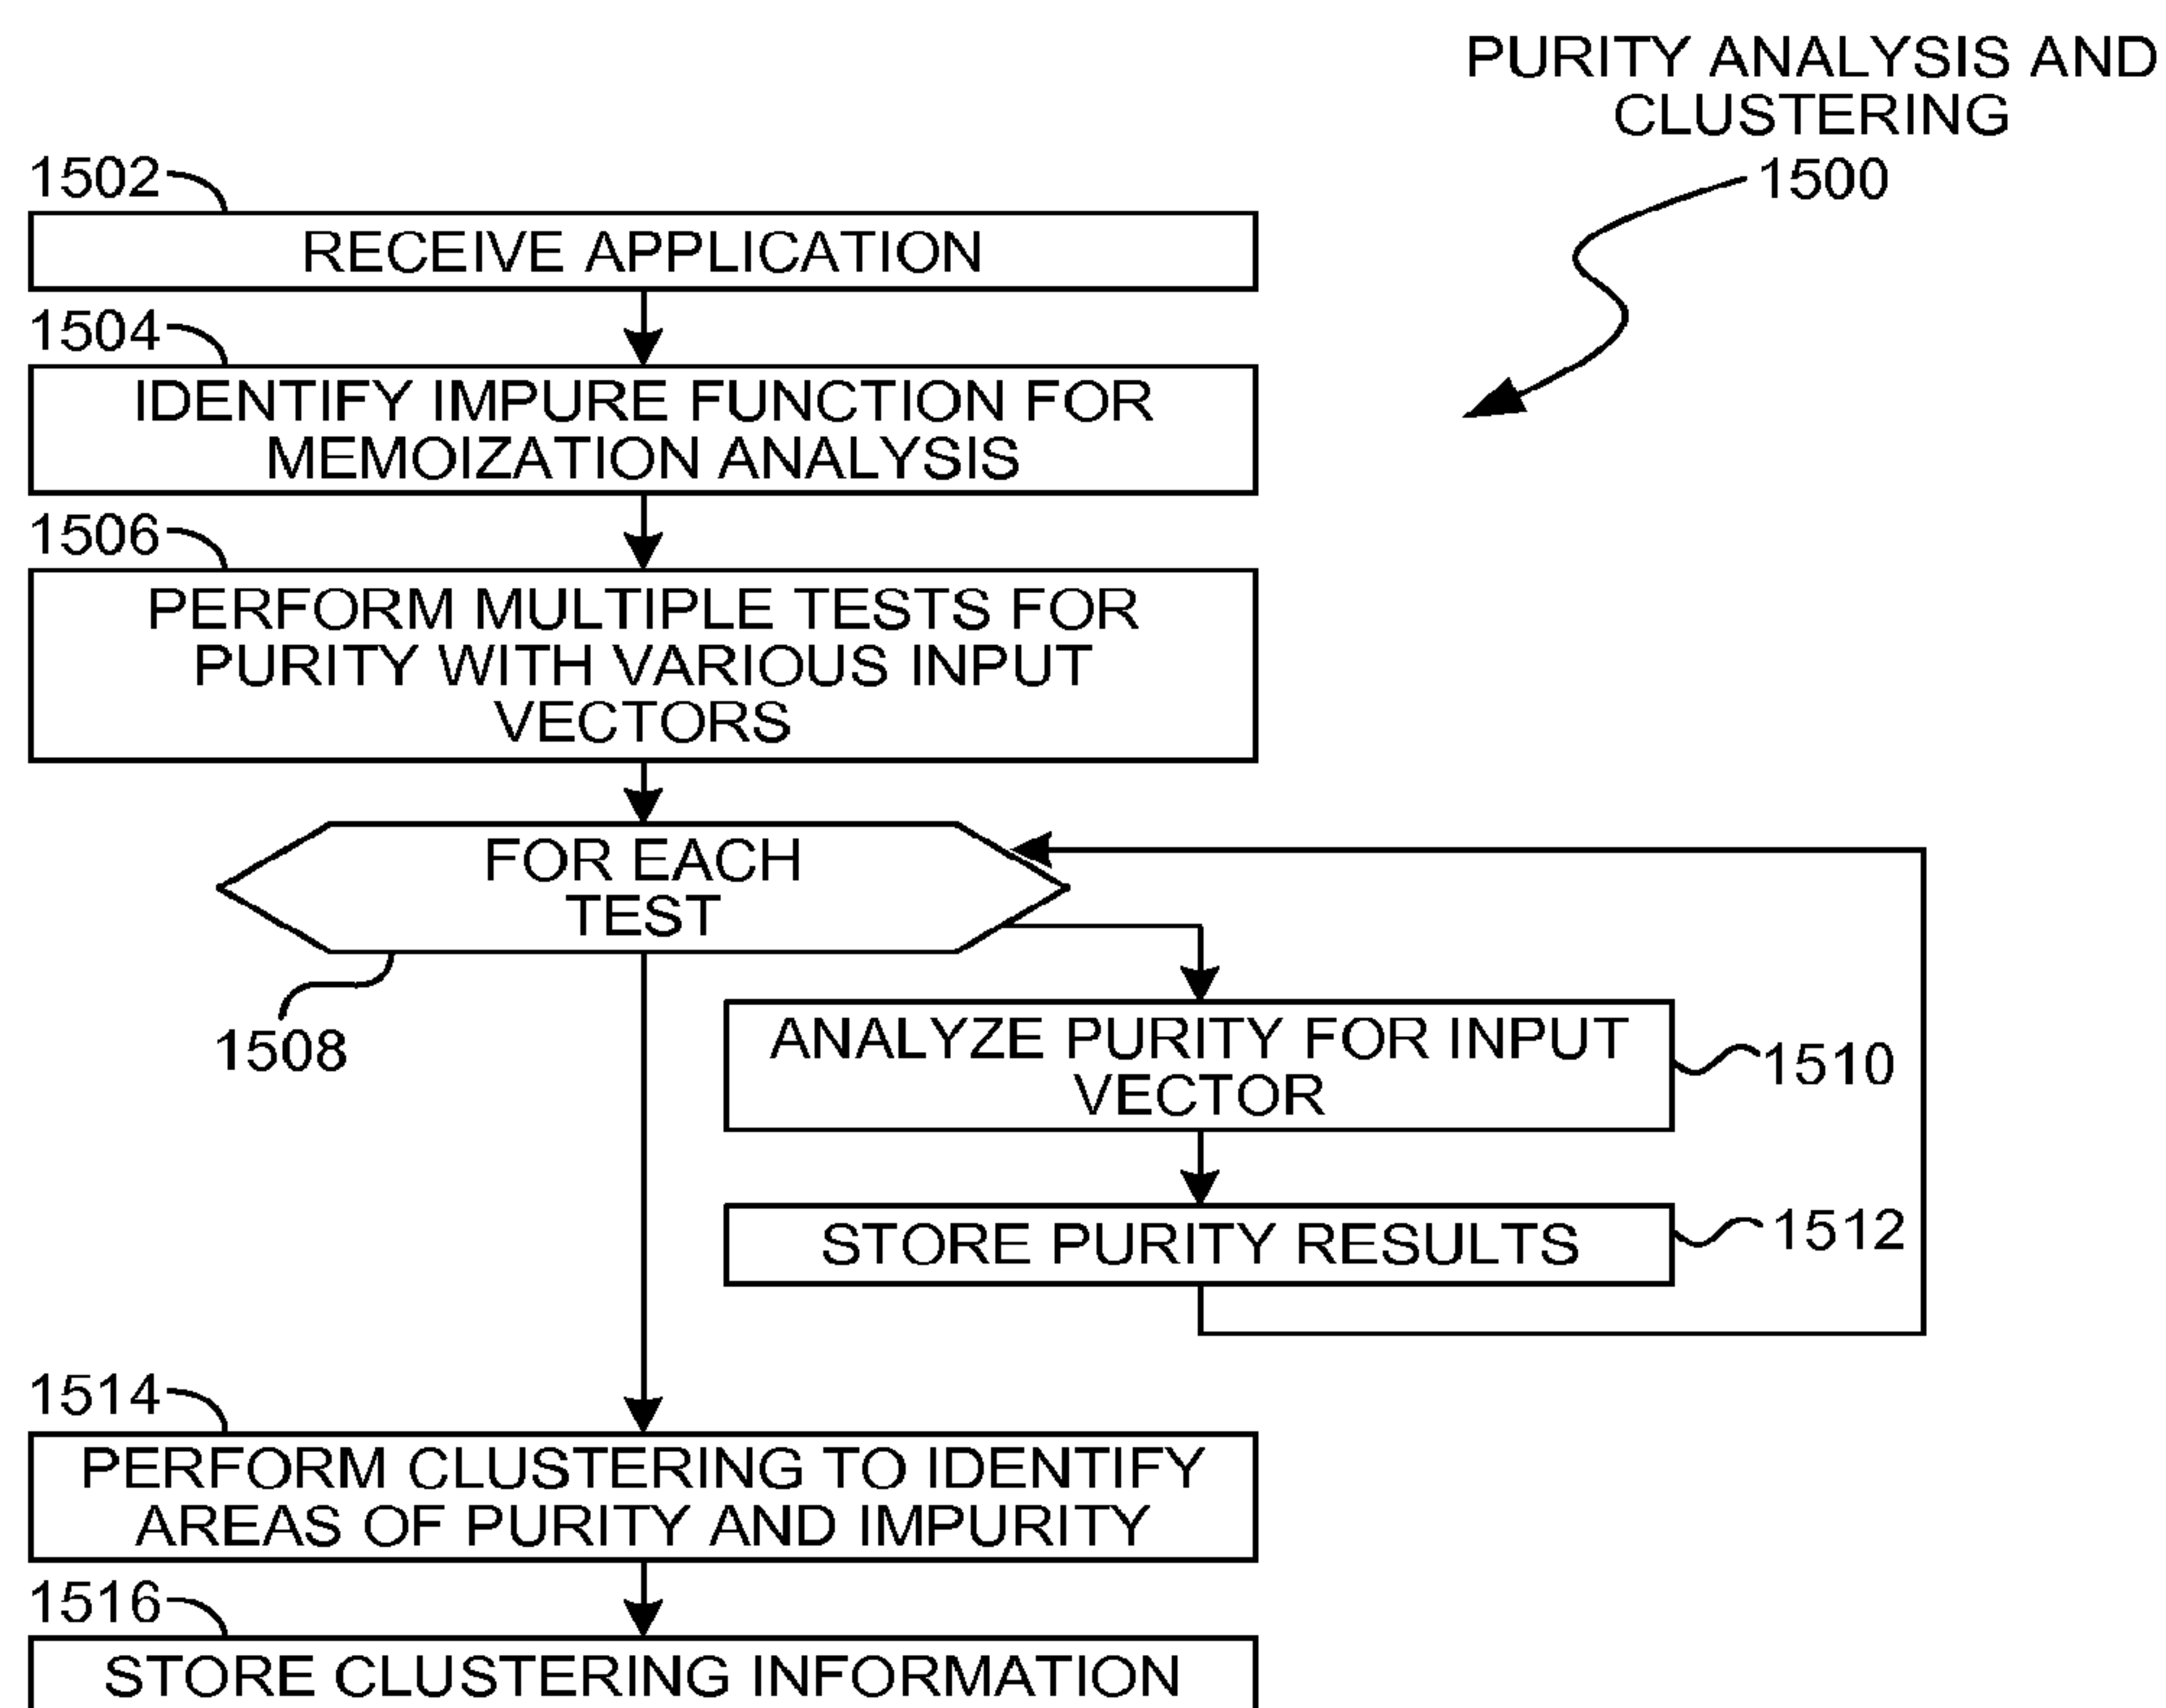 PURITY ANALYSIS AND
CLUSTERING
1500
1502
RECEIVE APPLICATION
1504
IDENTIFY IMPURE FUNCTION FOR
MEMOIZATION ANALYSIS
1506
PERFORM MULTIPLE TESTS FOR
PURITY WITH VARIOUS INPUT
VECTORS
FOR EACH
TEST
1508
ANALYZE PURITY FOR INPUT
VECTOR
1510
STORE PURITY RESULTS
1512
1514
PERFORM CLUSTERING TO IDENTIFY
AREAS OF PURITY AND IMPURITY
1516
STORE CLUSTERING INFORMATION